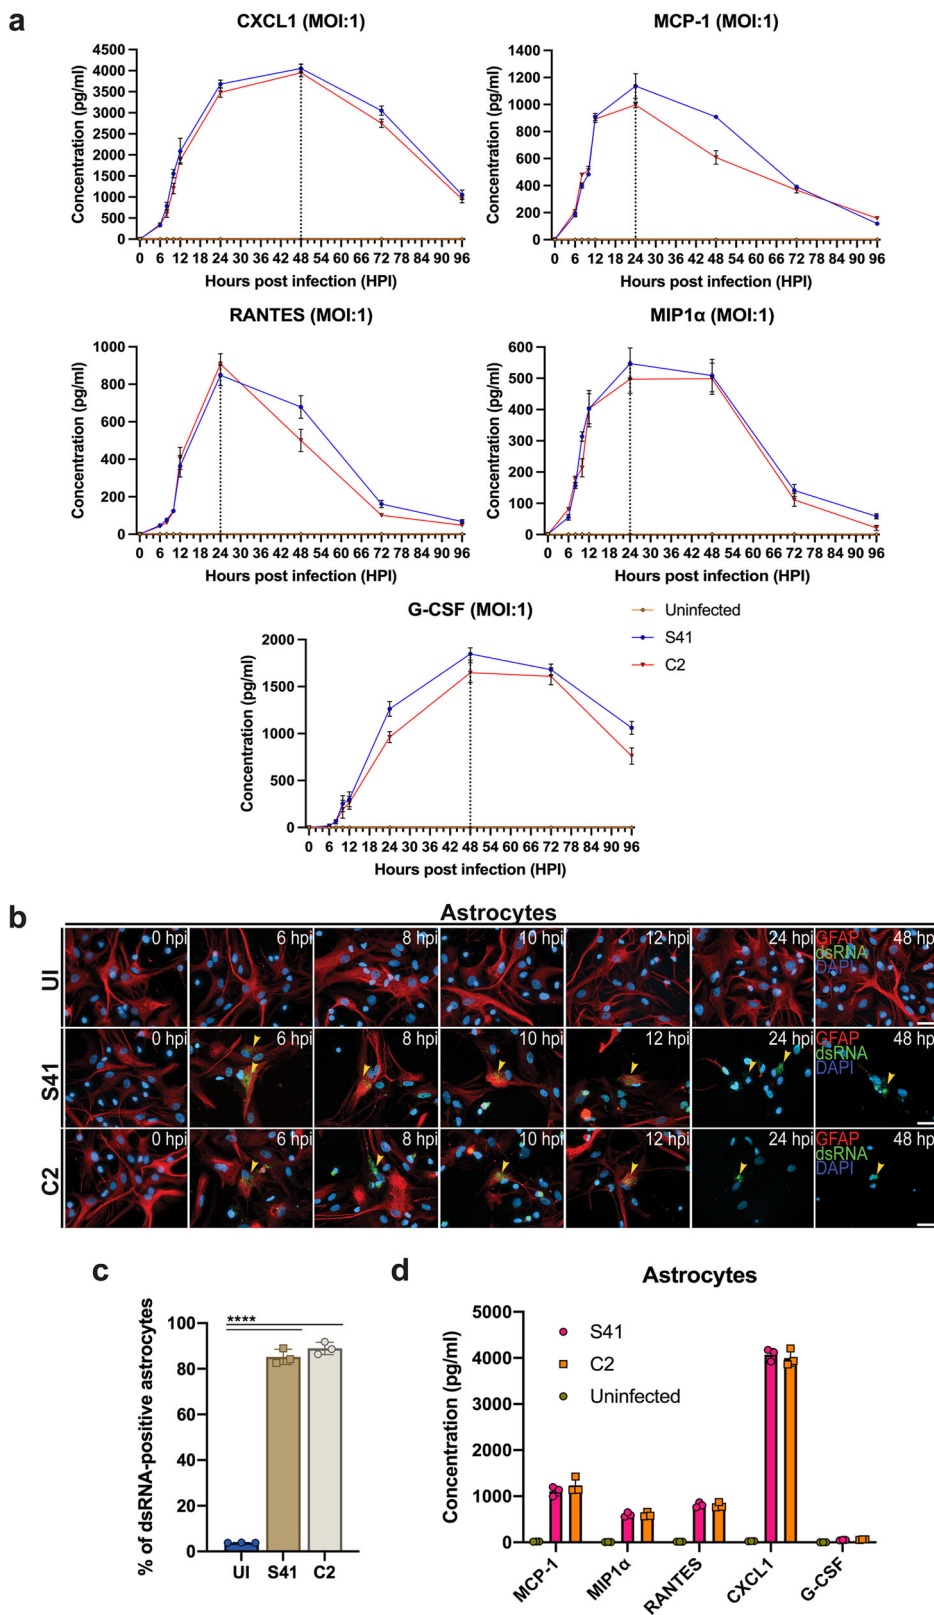 a
CXCL1 (MOI:1)
Concentration (pg/ml)
4500
4000
3500
3000
2500
2000
1500
1000
500
0
0 6 12 24 36 48 54 60 66 72 78 84 90 96
Hours post infection (HPI)
MCP-1 (MOI:1)
Concentration (pg/ml)
1400
1200
1000
800
600
400
200
0
0 6 12 18 24 30 36 42 48 54 60 66 72 78 84 90 96
Hours post infection (HPI)
RANTES (MOI:1)
Concentration (pg/ml)
1000
800
600
400
200
0
0 6 12 18 24 30 36 42 48 54 60 66 72 78 84 90 96
Hours post infection (HPI)
MIP1α (MOI:1)
Concentration (pg/ml)
600
500
400
300
200
100
0
0 6 12 18 24 30 36 42 48 54 60 66 72 78 84 90 96
Hours post infection (HPI)
G-CSF (MOI:1)
Concentration (pg/ml)
2000
1500
1000
500
0
0 6 12 18 24 30 36 42 48 54 60 66 72 78 84 90 96
Hours post infection (HPI)
Uninfected
S41
C2
b
Astrocytes
UI
0 hpi 6 hpi 8 hpi 10 hpi 12 hpi 24 hpi 48 hpi
GFAP
dsRNA
DAPI
S41
0 hpi 6 hpi 8 hpi 10 hpi 12 hpi 24 hpi 48 hpi
GFAP
dsRNA
DAPI
C2
0 hpi 6 hpi 8 hpi 10 hpi 12 hpi 24 hpi 48 hpi
GFAP
dsRNA
DAPI
c
% of dsRNA-positive astrocytes
100
80
60
40
20
0
****
UI S41 C2
d
Astrocytes
Concentration (pg/ml)
5000
4000
3000
2000
1000
0
S41
C2
Uninfected
MCP-1 MIP1α RANTES CXCL1 G-CSF